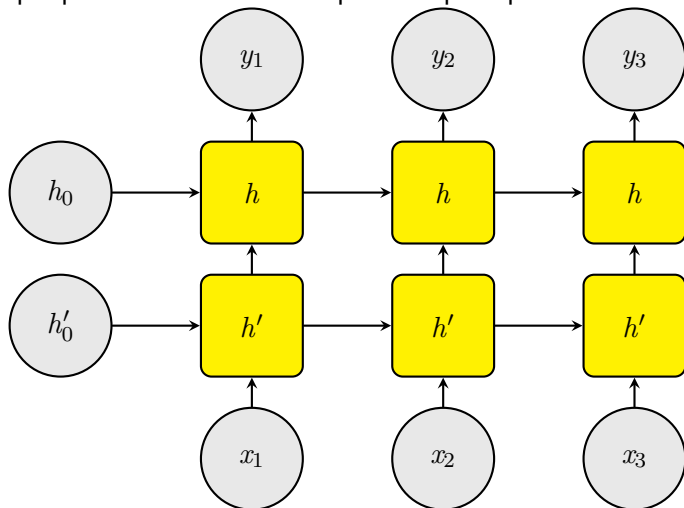 y₁ y₂ y₃
h₀ h h h
h′₀ h′ h′ h′
x₁ x₂ x₃